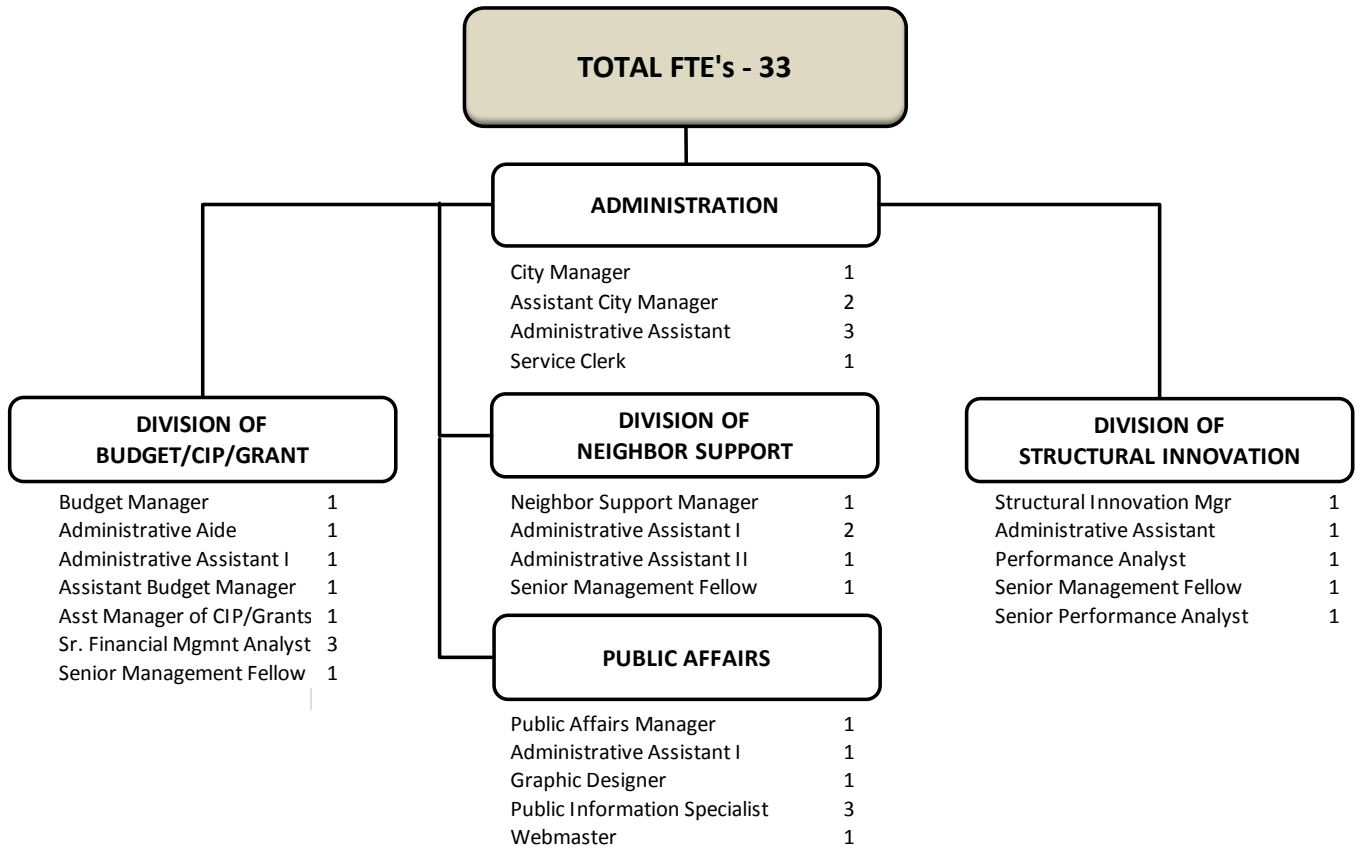 TOTAL FTE's - 33
ADMINISTRATION
City Manager 1
Assistant City Manager 2
Administrative Assistant 3
Service Clerk 1
DIVISION OF
BUDGET/CIP/GRANT
Budget Manager 1
Administrative Aide 1
Administrative Assistant I 1
Assistant Budget Manager 1
Asst Manager of CIP/Grants 1
Sr. Financial Mgmnt Analyst 3
Senior Management Fellow 1
DIVISION OF
NEIGHBOR SUPPORT
Neighbor Support Manager 1
Administrative Assistant I 2
Administrative Assistant II 1
Senior Management Fellow 1
PUBLIC AFFAIRS
Public Affairs Manager 1
Administrative Assistant I 1
Graphic Designer 1
Public Information Specialist 3
Webmaster 1
DIVISION OF
STRUCTURAL INNOVATION
Structural Innovation Mgr 1
Administrative Assistant 1
Performance Analyst 1
Senior Management Fellow 1
Senior Performance Analyst 1